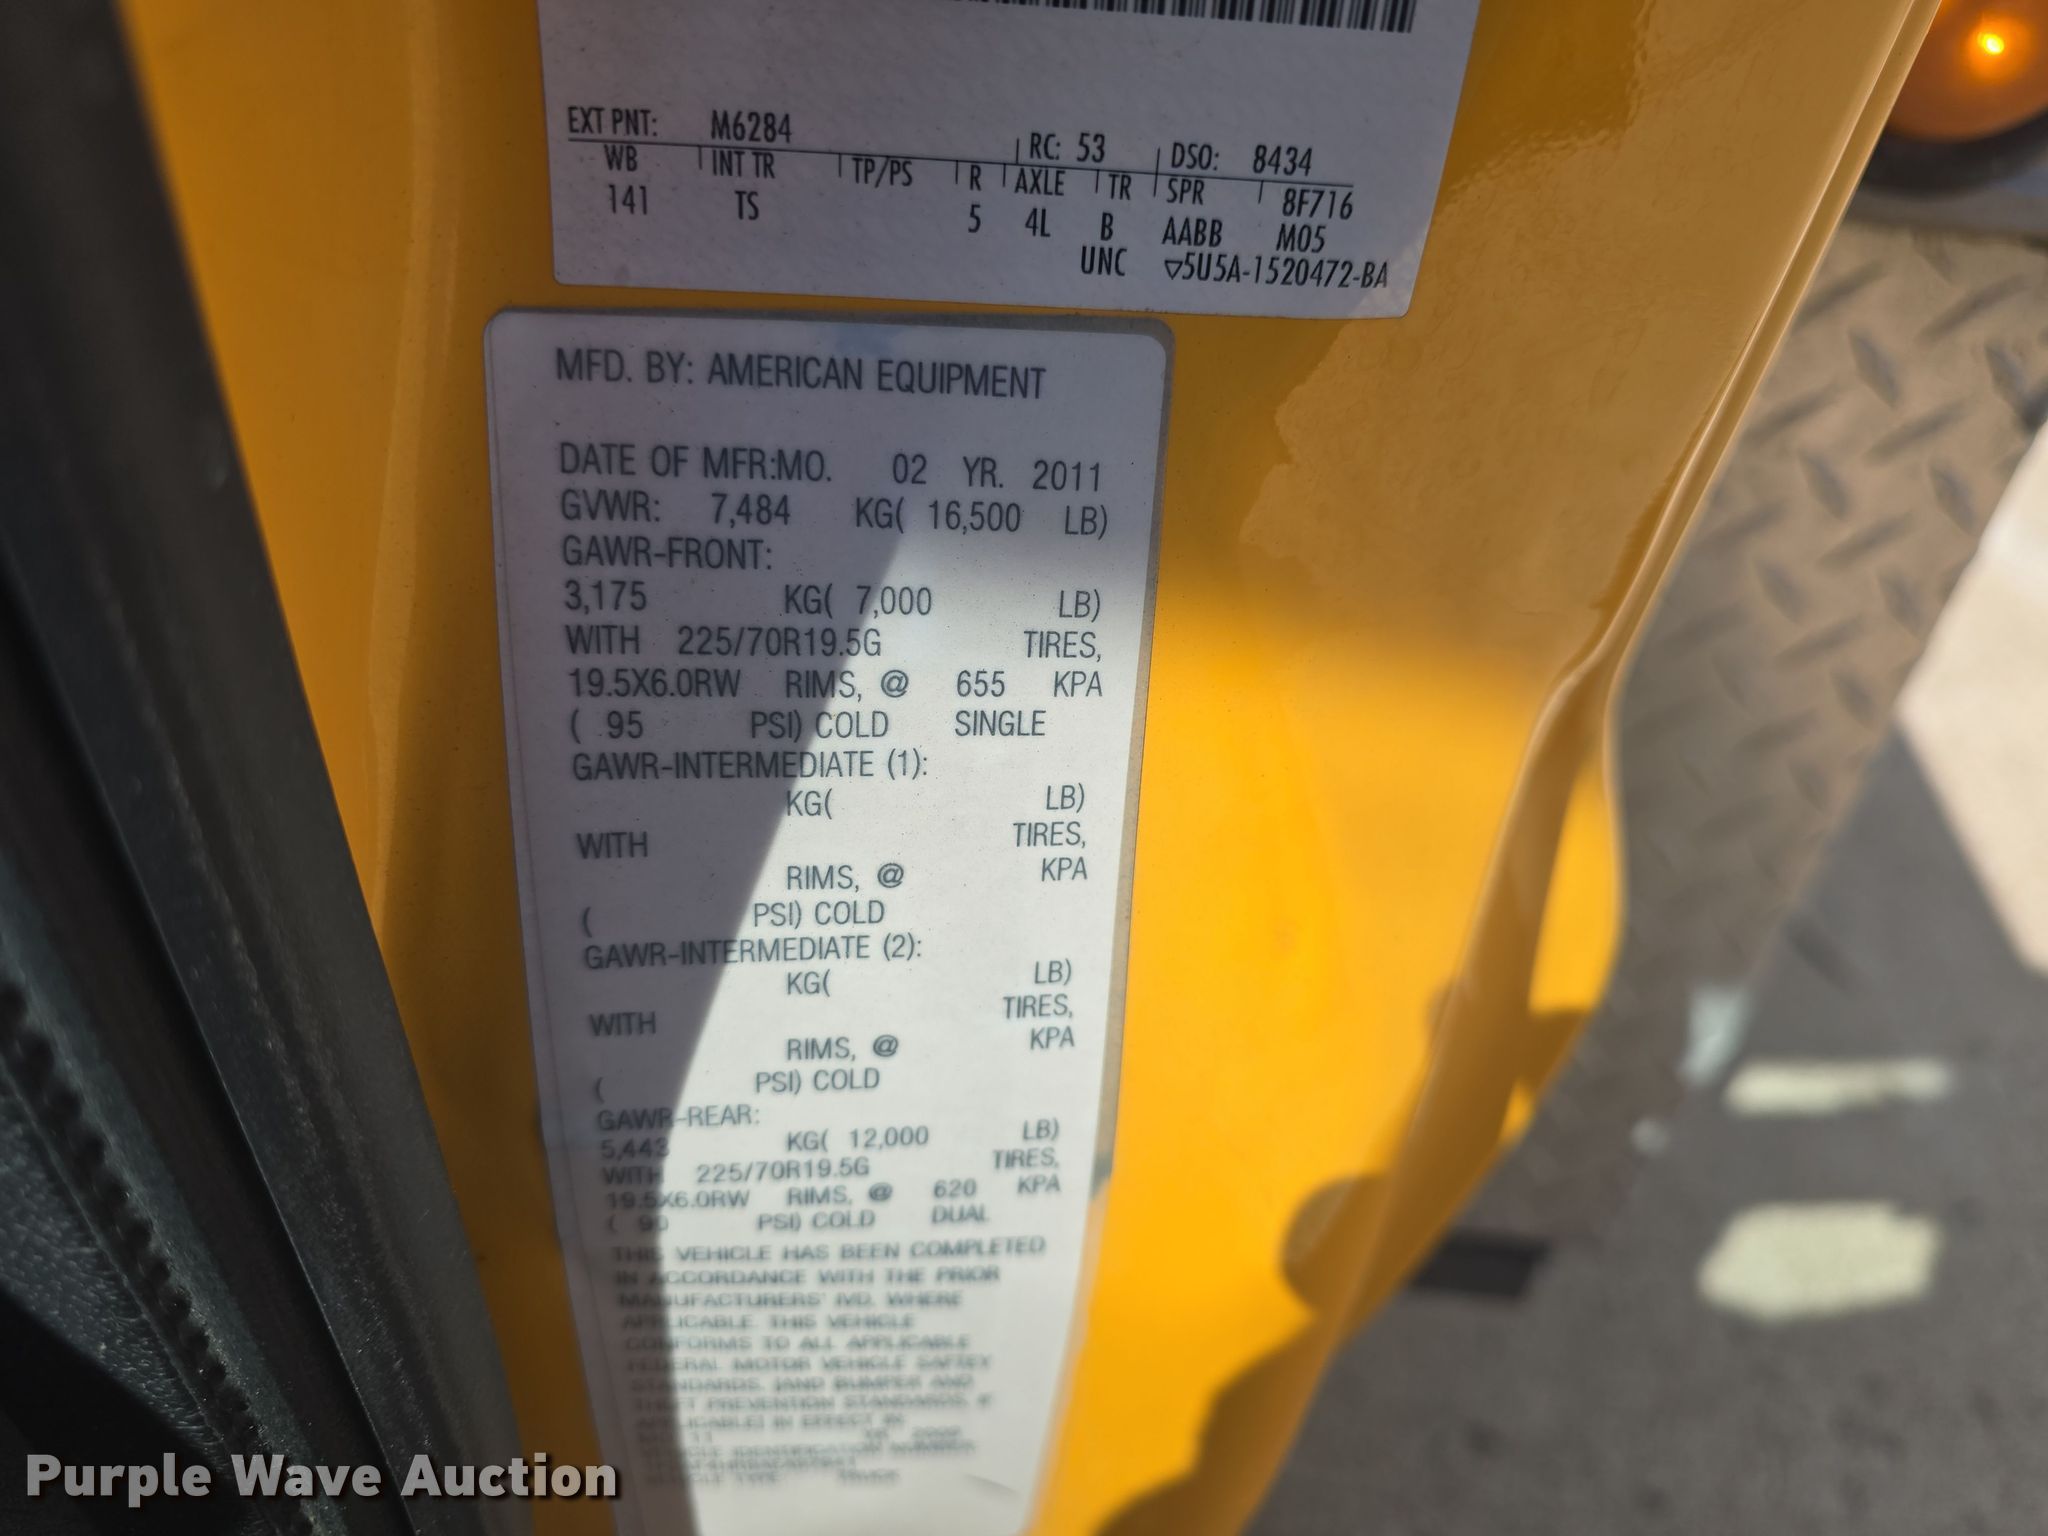 EXT PNT: M6284 RC: 53 DSO: 8434
WB INT TR TP/PS R AXLE TR SPR 8F716
141 TS 5 4L B AABB M05
UNC ▽5U5A-1520472-BA
MFD. BY: AMERICAN EQUIPMENT
DATE OF MFR:MO. 02 YR. 2011
GVWR: 7,484 KG( 16,500 LB)
GAWR-FRONT:
3,175 KG( 7,000 LB)
WITH 225/70R19.5G TIRES,
19.5X6.0RW RIMS, @ 655 KPA
( 95 PSI) COLD SINGLE
GAWR-INTERMEDIATE (1):
KG( LB)
WITH TIRES,
RIMS, @ KPA
( PSI) COLD
GAWR-INTERMEDIATE (2):
KG( LB)
WITH TIRES,
RIMS, @ KPA
( PSI) COLD
GAWR-REAR:
5,443 KG( 12,000 LB)
WITH 225/70R19.5G TIRES,
19.5X6.0RW RIMS, @ 620 KPA
( 90 PSI) COLD DUAL
THIS VEHICLE HAS BEEN COMPLETED
IN ACCORDANCE WITH THE PRIOR
MANUFACTURERS' IVD, WHERE
APPLICABLE. THIS VEHICLE
CONFORMS TO ALL APPLICABLE
FEDERAL MOTOR VEHICLE SAFTEY
STANDARDS, [AND BUMPER AND
THEFT PREVENTION STANDARDS, IF
APPLICABLE] IN EFFECT IN
VEHICLE IDENTIFICATION NUMBER
VEHICLE TYPE: TRUCK
Purple Wave Auction